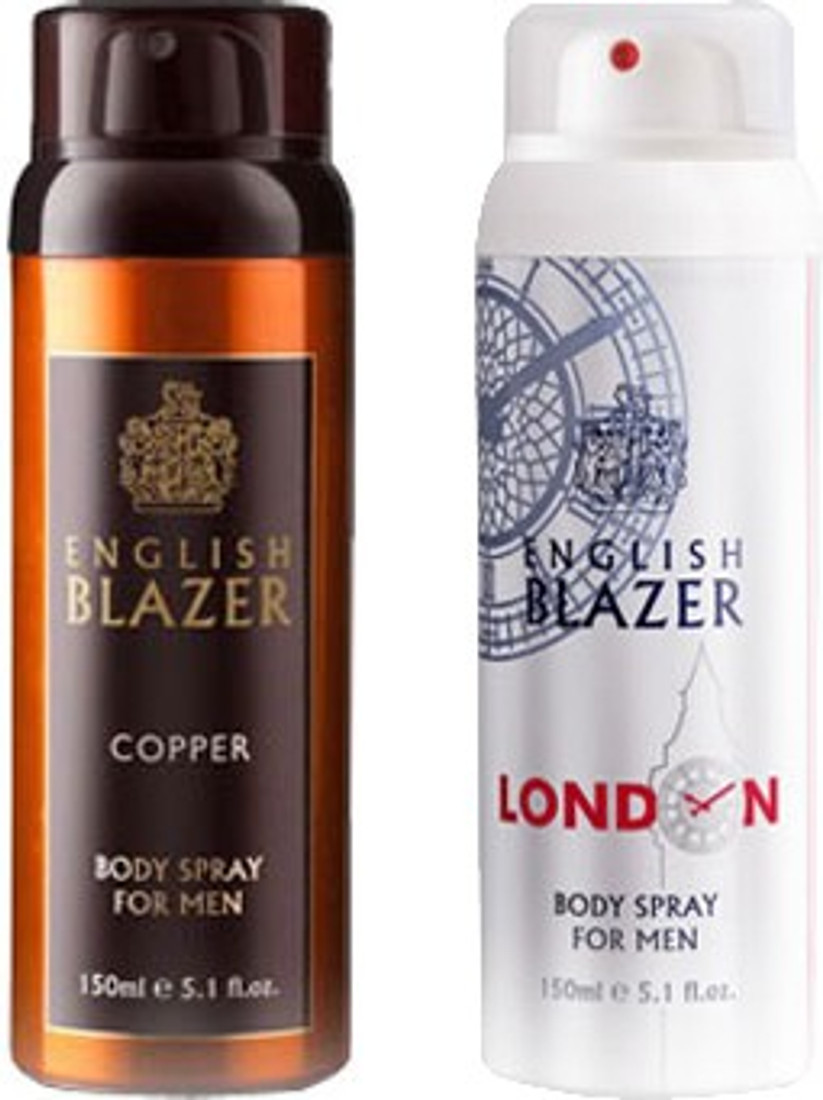 ENGLISH
BLAZER
COPPER
BODY SPRAY
FOR MEN
150ml e 5.1 fl.oz.
ENGLISH
BLAZER
LONDON
BODY SPRAY
FOR MEN
150ml e 5.1 fl.oz.